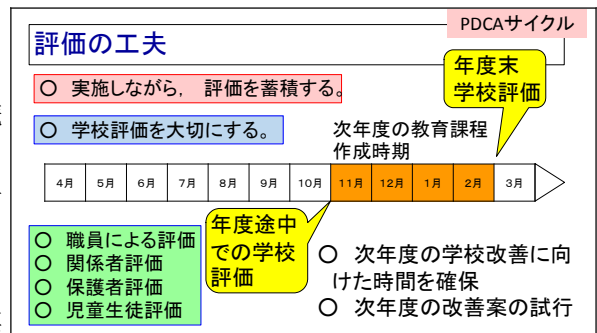 PDCAサイクル
評価の工夫
年度末
学校評価
〇 実施しながら， 評価を蓄積する。
〇 学校評価を大切にする。
次年度の教育課程
作成時期
4月 5月 6月 7月 8月 9月 10月 11月 12月 1月 2月 3月
年度途中
での学校
評価
〇 職員による評価
〇 関係者評価
〇 保護者評価
〇 児童生徒評価
〇 次年度の学校改善に向
けた時間を確保
〇 次年度の改善案の試行